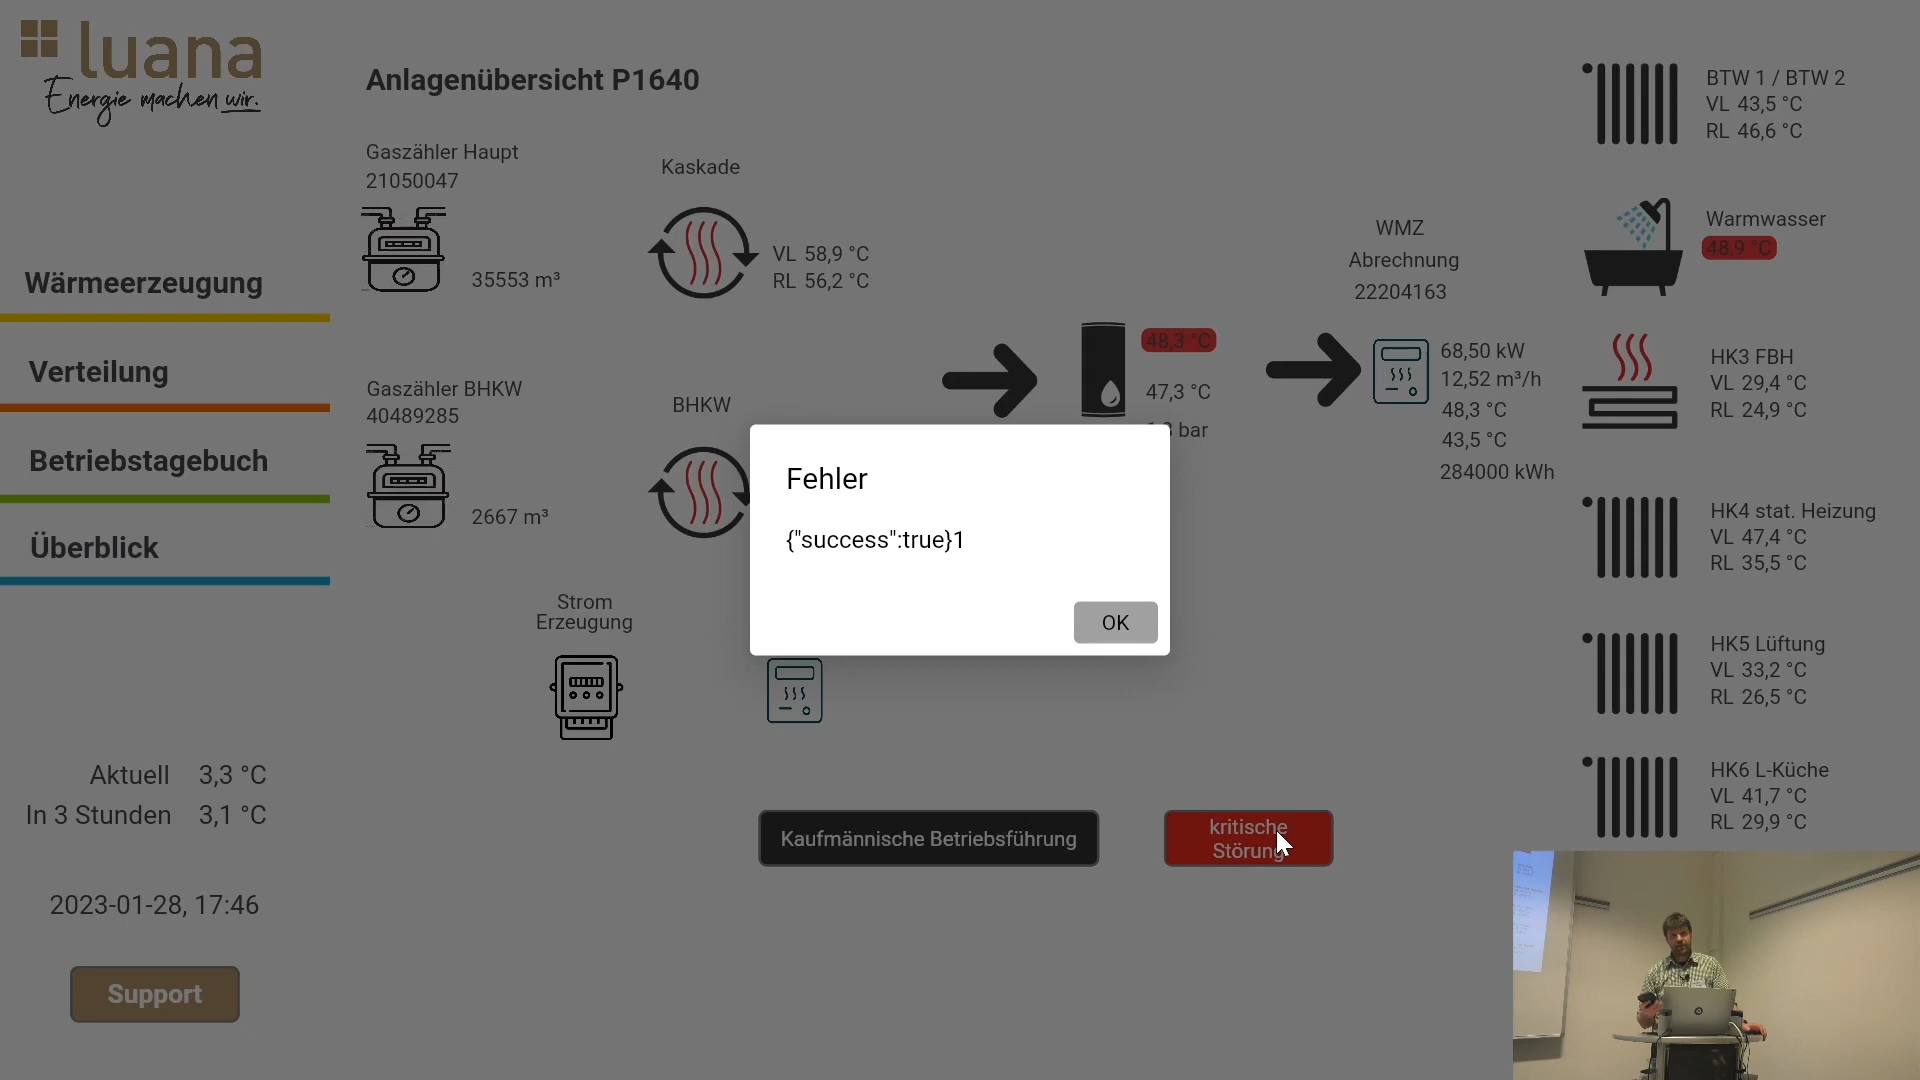 luana
Energie machen wir.
Anlagenübersicht P1640
Wärmeerzeugung
Verteilung
Betriebstagebuch
Überblick
Aktuell 3,3 °C
In 3 Stunden 3,1 °C
2023-01-28, 17:46
Support
Gaszähler Haupt
21050047
35553 m³
Kaskade
VL 58,9 °C
RL 56,2 °C
Gaszähler BHKW
40489285
2667 m³
BHKW
Strom
Erzeugung
48,3 °C
47,3 °C
bar
WMZ
Abrechnung
22204163
68,50 kW
12,52 m³/h
48,3 °C
43,5 °C
284000 kWh
Fehler
{"success":true}1
OK
Kaufmännische Betriebsführung
kritische
Störung
BTW 1 / BTW 2
VL 43,5 °C
RL 46,6 °C
Warmwasser
48,9 °C
HK3 FBH
VL 29,4 °C
RL 24,9 °C
HK4 stat. Heizung
VL 47,4 °C
RL 35,5 °C
HK5 Lüftung
VL 33,2 °C
RL 26,5 °C
HK6 L-Küche
VL 41,7 °C
RL 29,9 °C